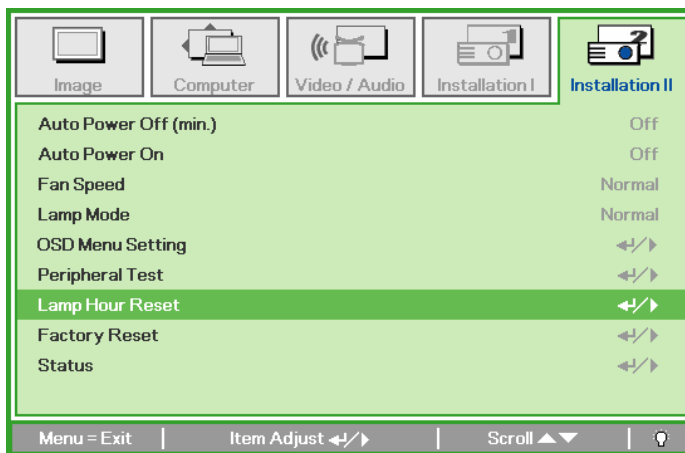 Image Computer Video / Audio Installation I Installation II
Auto Power Off (min.) Off
Auto Power On Off
Fan Speed Normal
Lamp Mode Normal
OSD Menu Setting ↵/▶
Peripheral Test ↵/▶
Lamp Hour Reset ↵/▶
Factory Reset ↵/▶
Status ↵/▶
Menu = Exit | Item Adjust ↵/▶ | Scroll ▲▼ |